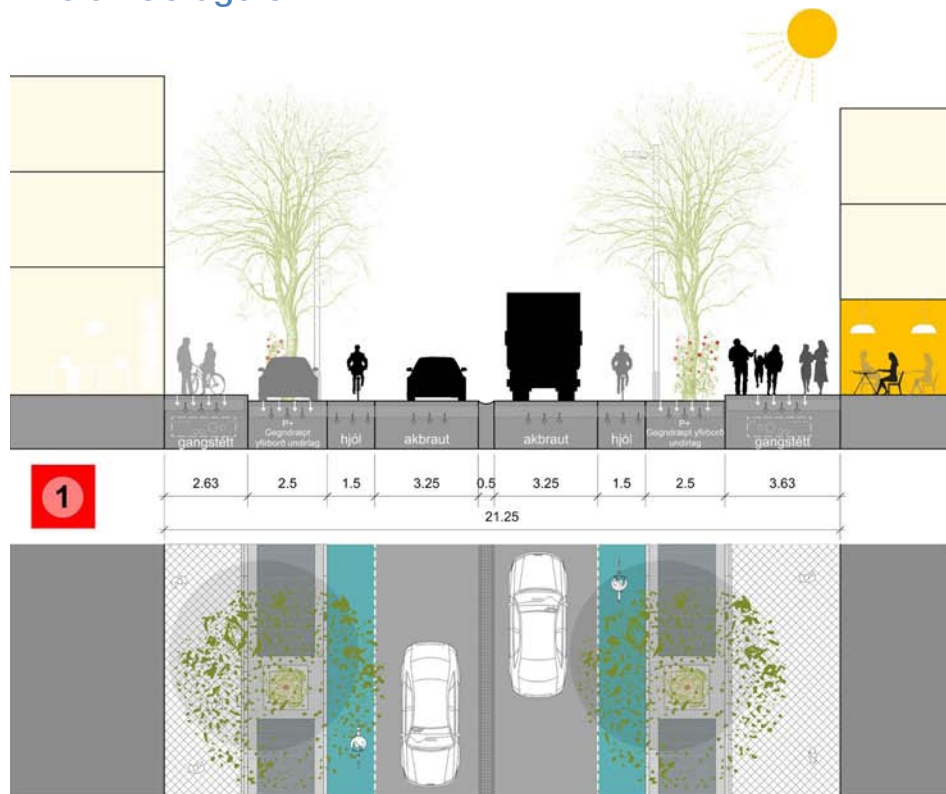 gangstétt
P+
Gegndræpt
yfirborð undirlag
hjól
akbraut
akbraut
hjól
P+
Gegndræpt yfirborð
undirlag
gangstétt
2.63 2.5 1.5 3.25 0.5 3.25 1.5 2.5 3.63
21.25
1